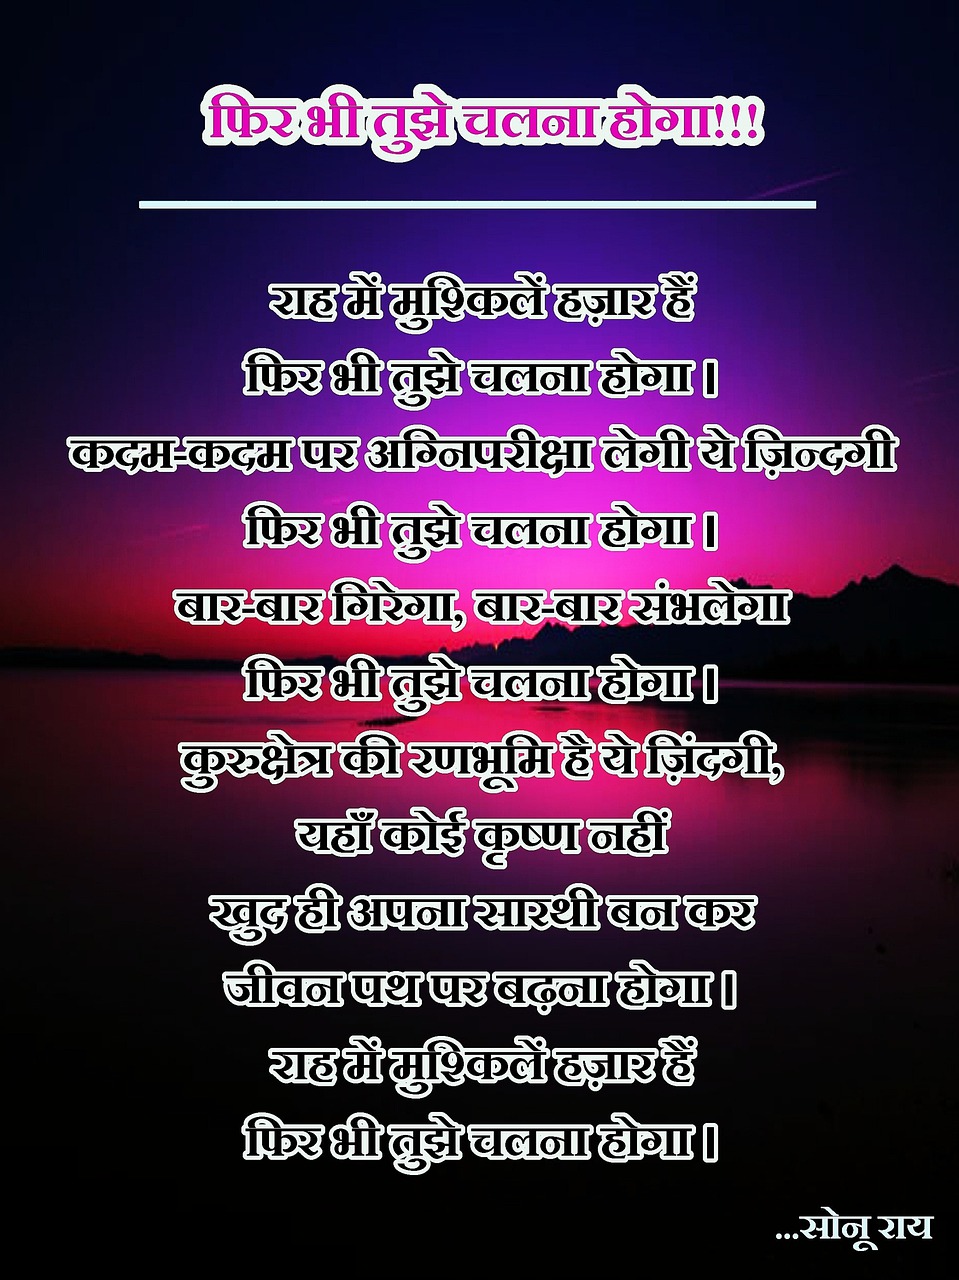 फिर भी तुझे चलना होगा!!!
राह में मुश्किलें हज़ार हैं
फिर भी तुझे चलना होगा |
कदम-कदम पर अग्निपरीक्षा लेगी ये ज़िन्दगी
फिर भी तुझे चलना होगा |
बार-बार गिरेगा, बार-बार संभलेगा
फिर भी तुझे चलना होगा |
कुरुक्षेत्र की रणभूमि है ये ज़िंदगी,
यहाँ कोई कृष्ण नहीं
खुद ही अपना सारथी बन कर
जीवन पथ पर बढ़ना होगा |
राह में मुश्किलें हज़ार हैं
फिर भी तुझे चलना होगा |
...सोनू राय